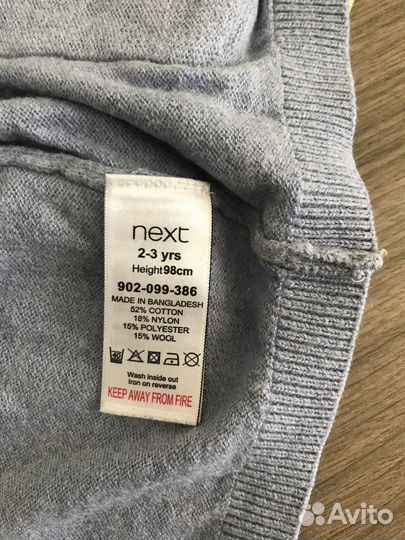 next
2-3 yrs
Height98cm
902-099-386
MADE IN BANGLADESH
52% COTTON
18% NYLON
15% POLYESTER
15% WOOL
40
Wash inside out
Iron on reverse
KEEP AWAY FROM FIRE
Avito